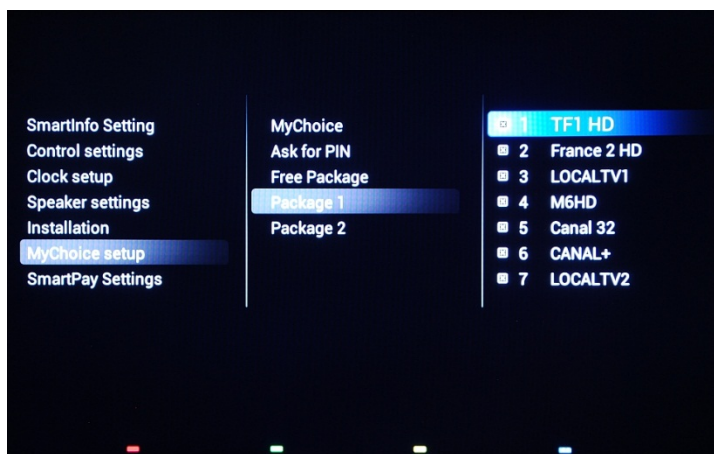 SmartInfo Setting
Control settings
Clock setup
Speaker settings
Installation
MyChoice setup
SmartPay Settings
MyChoice
Ask for PIN
Free Package
Package 1
Package 2
1 TF1 HD
2 France 2 HD
3 LOCALTV1
4 M6HD
5 Canal 32
6 CANAL+
7 LOCALTV2